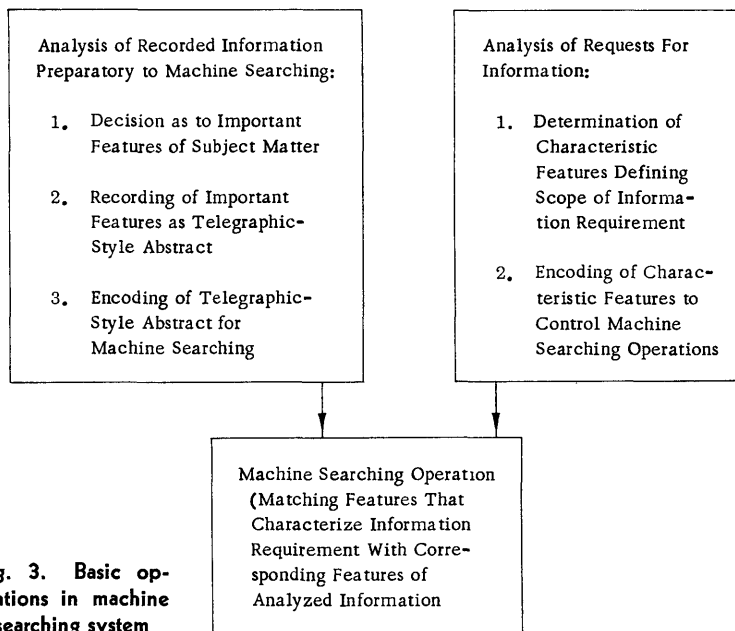 Analysis of Recorded Information
Preparatory to Machine Searching:
1. Decision as to Important
Features of Subject Matter
2. Recording of Important
Features as Telegraphic-
Style Abstract
3. Encoding of Telegraphic-
Style Abstract for
Machine Searching
Analysis of Requests For
Information:
1. Determination of
Characteristic
Features Defining
Scope of Informa-
tion Requirement
2. Encoding of Charac-
teristic Features to
Control Machine
Searching Operations
Machine Searching Operation
(Matching Features That
Characterize Information
Requirement With Corre-
sponding Features of
Analyzed Information
g. 3. Basic op-
ations in machine
searching system